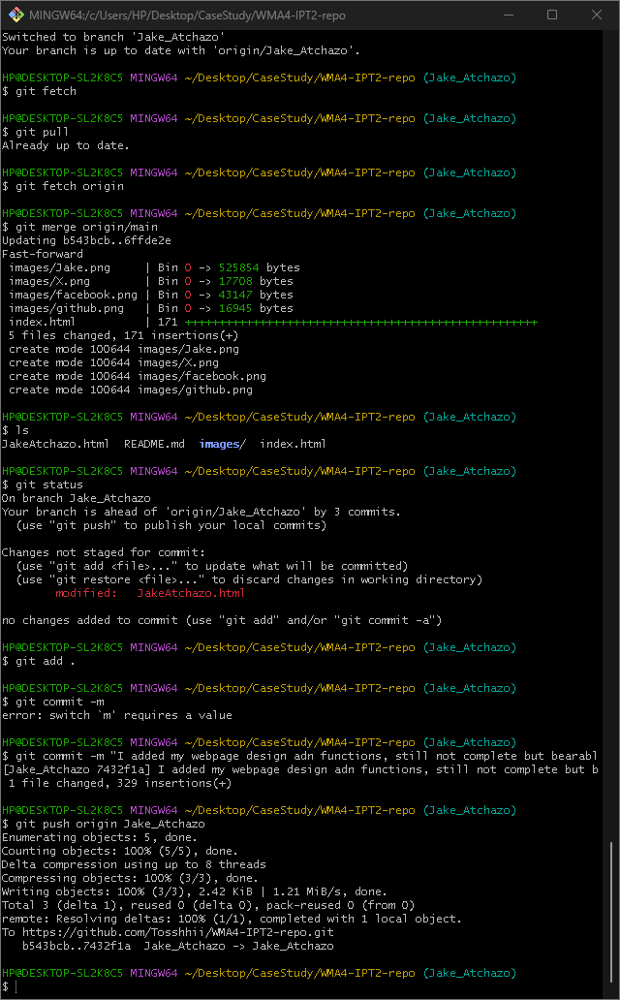 MINGW64:/c/Users/HP/Desktop/CaseStudy/WMA4-IPT2-repo
Switched to branch 'Jake_Atchazo'
Your branch is up to date with 'origin/Jake_Atchazo'.
HP@DESKTOP-SL2K8C5 MINGW64 ~/Desktop/CaseStudy/WMA4-IPT2-repo (Jake_Atchazo)
$ git fetch
HP@DESKTOP-SL2K8C5 MINGW64 ~/Desktop/CaseStudy/WMA4-IPT2-repo (Jake_Atchazo)
$ git pull
Already up to date.
HP@DESKTOP-SL2K8C5 MINGW64 ~/Desktop/CaseStudy/WMA4-IPT2-repo (Jake_Atchazo)
$ git fetch origin
HP@DESKTOP-SL2K8C5 MINGW64 ~/Desktop/CaseStudy/WMA4-IPT2-repo (Jake_Atchazo)
$ git merge origin/main
Updating b543bcb..6ffde2e
Fast-forward
 images/Jake.png     | Bin 0 -> 525854 bytes
 images/X.png        | Bin 0 -> 17708 bytes
 images/facebook.png | Bin 0 -> 43147 bytes
 images/github.png   | Bin 0 -> 16945 bytes
 index.html          | 171 +++++++++++++++++++++++++++++++++++++++++++++++++++
 5 files changed, 171 insertions(+)
 create mode 100644 images/Jake.png
 create mode 100644 images/X.png
 create mode 100644 images/facebook.png
 create mode 100644 images/github.png
HP@DESKTOP-SL2K8C5 MINGW64 ~/Desktop/CaseStudy/WMA4-IPT2-repo (Jake_Atchazo)
$ ls
JakeAtchazo.html  README.md  images/  index.html
HP@DESKTOP-SL2K8C5 MINGW64 ~/Desktop/CaseStudy/WMA4-IPT2-repo (Jake_Atchazo)
$ git status
On branch Jake_Atchazo
Your branch is ahead of 'origin/Jake_Atchazo' by 3 commits.
  (use "git push" to publish your local commits)
Changes not staged for commit:
  (use "git add <file>..." to update what will be committed)
  (use "git restore <file>..." to discard changes in working directory)
        modified:   JakeAtchazo.html
no changes added to commit (use "git add" and/or "git commit -a")
HP@DESKTOP-SL2K8C5 MINGW64 ~/Desktop/CaseStudy/WMA4-IPT2-repo (Jake_Atchazo)
$ git add .
HP@DESKTOP-SL2K8C5 MINGW64 ~/Desktop/CaseStudy/WMA4-IPT2-repo (Jake_Atchazo)
$ git commit -m
error: switch `m' requires a value
HP@DESKTOP-SL2K8C5 MINGW64 ~/Desktop/CaseStudy/WMA4-IPT2-repo (Jake_Atchazo)
$ git commit -m "I added my webpage design adn functions, still not complete but bearabl
[Jake_Atchazo 7432f1a] I added my webpage design adn functions, still not complete but b
 1 file changed, 329 insertions(+)
HP@DESKTOP-SL2K8C5 MINGW64 ~/Desktop/CaseStudy/WMA4-IPT2-repo (Jake_Atchazo)
$ git push origin Jake_Atchazo
Enumerating objects: 5, done.
Counting objects: 100% (5/5), done.
Delta compression using up to 8 threads
Compressing objects: 100% (3/3), done.
Writing objects: 100% (3/3), 2.42 KiB | 1.21 MiB/s, done.
Total 3 (delta 1), reused 0 (delta 0), pack-reused 0 (from 0)
remote: Resolving deltas: 100% (1/1), completed with 1 local object.
To https://github.com/Tosshhii/WMA4-IPT2-repo.git
   b543bcb..7432f1a  Jake_Atchazo -> Jake_Atchazo
HP@DESKTOP-SL2K8C5 MINGW64 ~/Desktop/CaseStudy/WMA4-IPT2-repo (Jake_Atchazo)
$